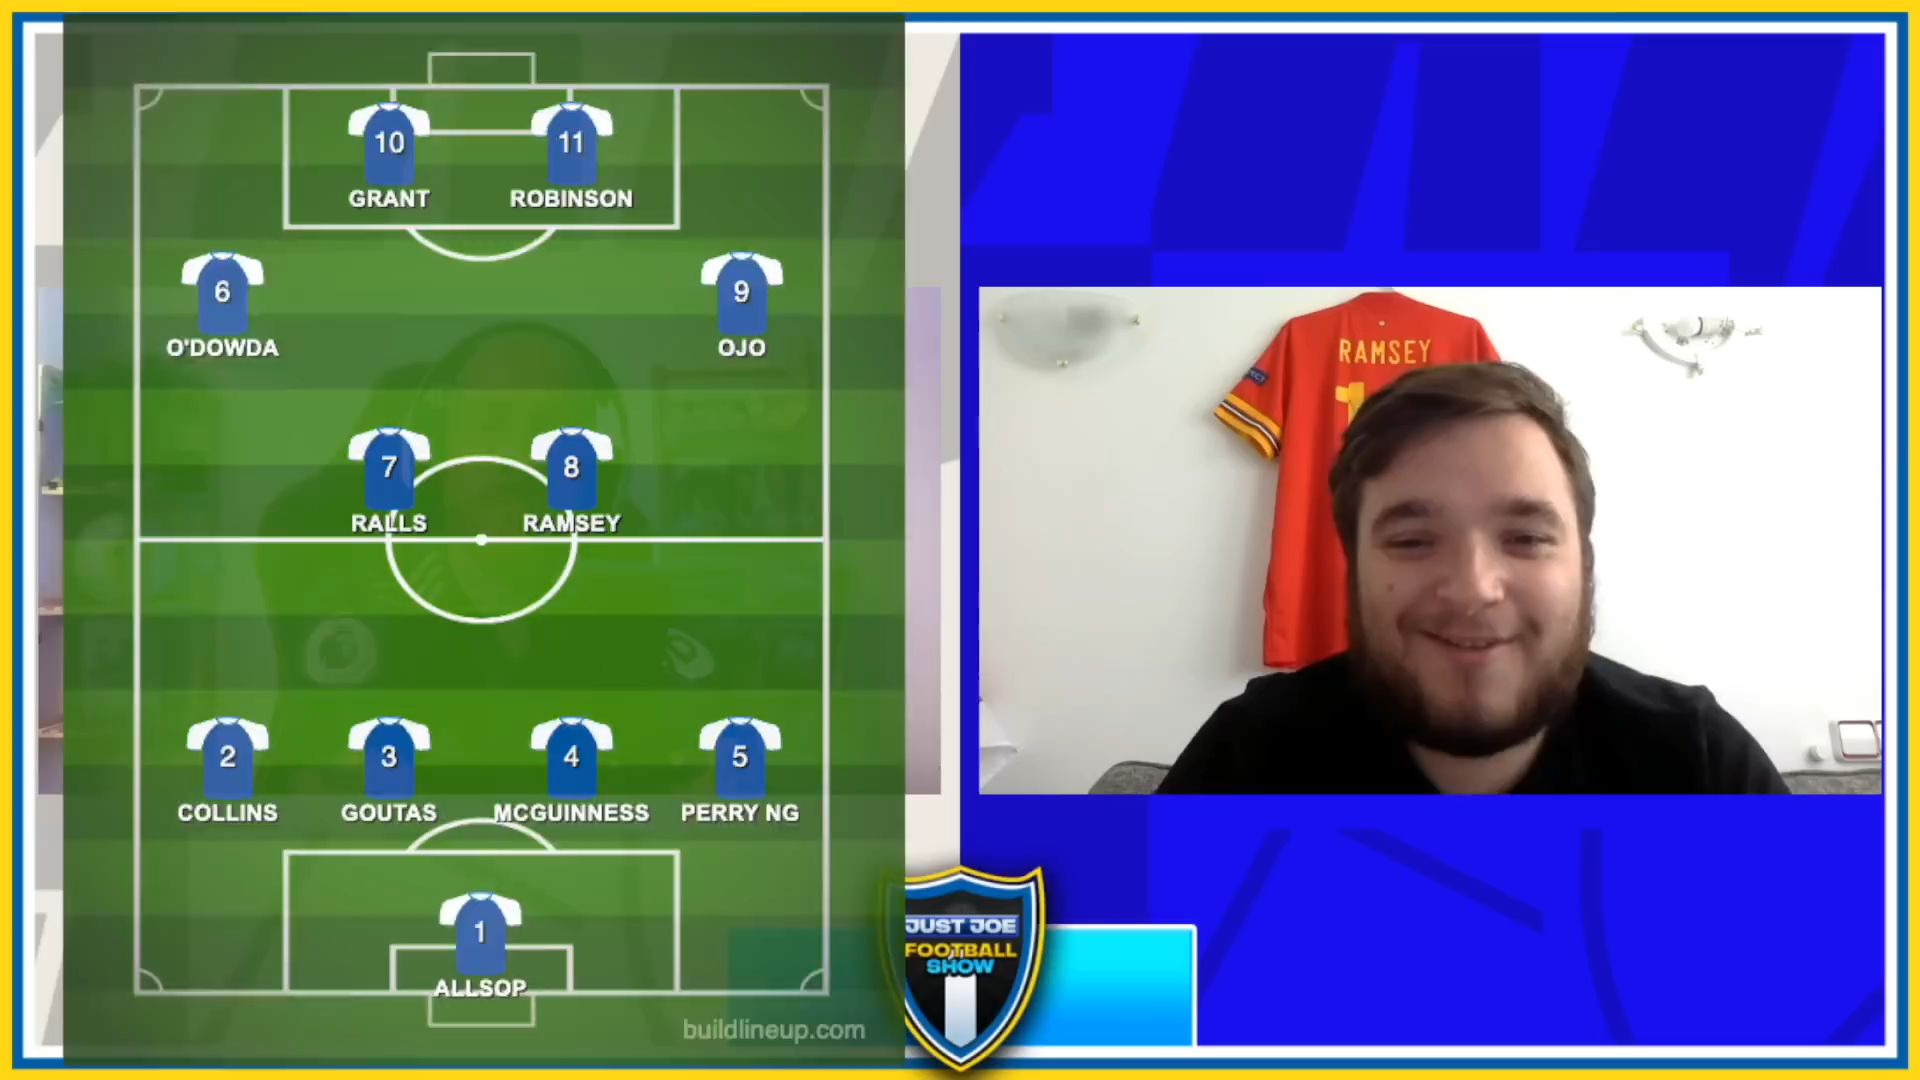 10
11
GRANT
ROBINSON
6
9
O'DOWDA
OJO
7
8
RALLS
RAMSEY
2
3
4
5
COLLINS
GOUTAS
MCGUINNESS
PERRY NG
1
ALLSOP
buildlineup.com
RAMSEY
JUST JOE
FOOTBALL
SHOW